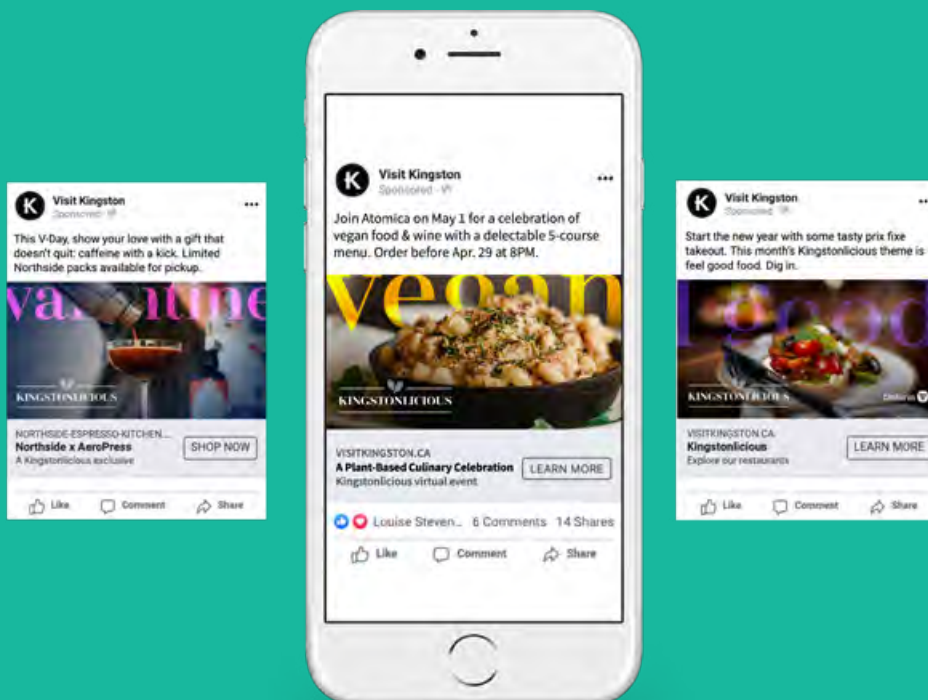 Visit Kingston
Sponsored
This V-Day, show your love with a gift that
doesn't quit: caffeine with a kick. Limited
Northside packs available for pickup.
KINGSTONLICIOUS
NORTHSIDE-ESPRESSO-KITCHEN...
Northside x AeroPress
A Kingstonlicious exclusive
SHOP NOW
Like Comment Share
Visit Kingston
Sponsored
Join Atomica on May 1 for a celebration of
vegan food & wine with a delectable 5-course
menu. Order before Apr. 29 at 8PM.
vegan
KINGSTONLICIOUS
VISITKINGSTON.CA
A Plant-Based Culinary Celebration
Kingstonlicious virtual event
LEARN MORE
Louise Steven... 6 Comments 14 Shares
Like Comment Share
Visit Kingston
Sponsored
Start the new year with some tasty prix fixe
takeout. This month's Kingstonlicious theme is
feel good food. Dig in.
l good
KINGSTONLICIOUS
VISITKINGSTON.CA
Kingstonlicious
Explore our restaurants
LEARN MORE
Like Comment Share